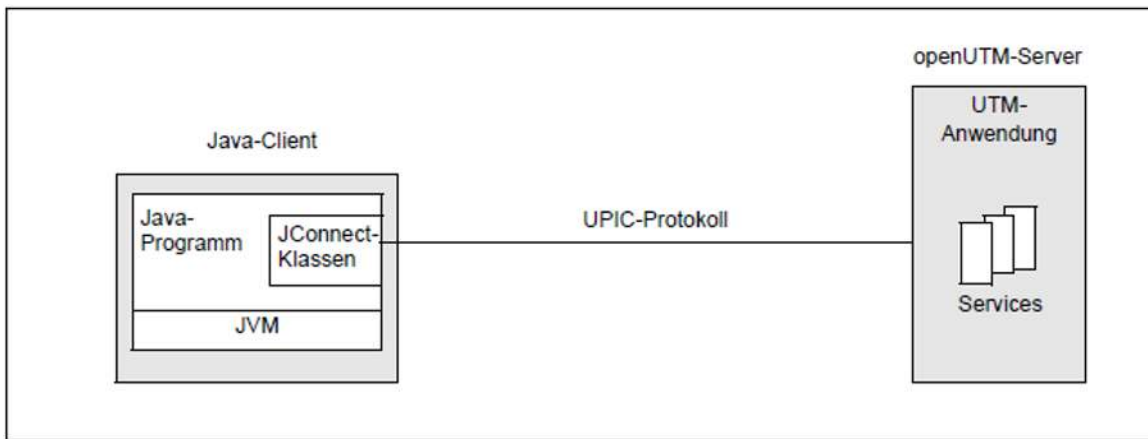 openUTM-Server
UTM-
Anwendung
Java-Client
Java-
Programm
JConnect-
Klassen
JVM
UPIC-Protokoll
Services